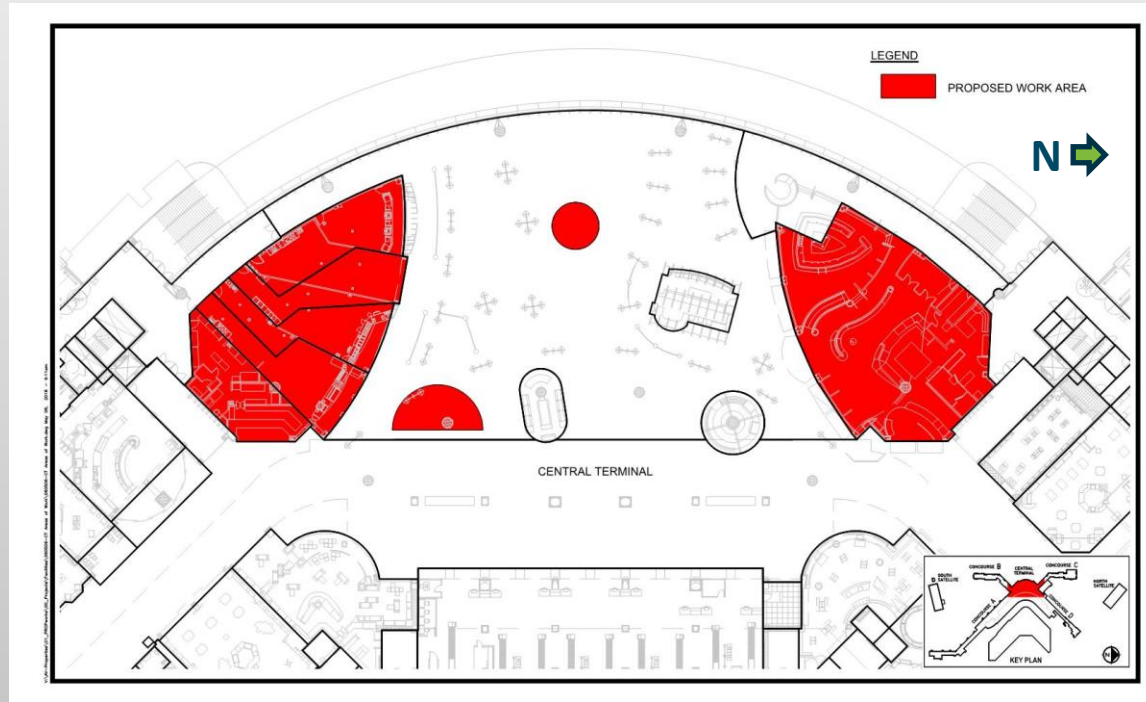 LEGEND
PROPOSED WORK AREA
N
CENTRAL TERMINAL
CONCOURSE B
CENTRAL
TERMINAL
CONCOURSE C
SOUTH
SATELLITE
NORTH
SATELLITE
CONCOURSE A
CONCOURSE D
KEY PLAN
N